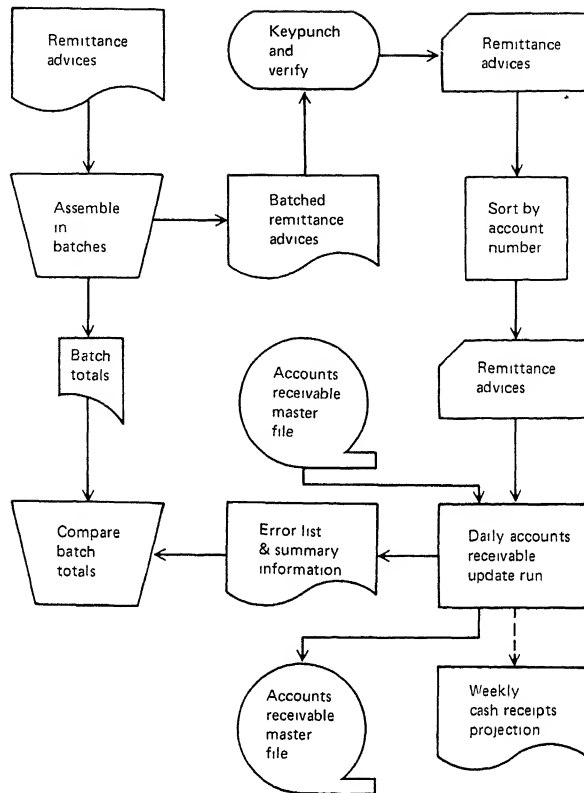 Remittance
advices
Keypunch
and
verify
Remittance
advices
Assemble
in
batches
Batched
remittance
advices
Sort by
account
number
Batch
totals
Accounts
receivable
master
file
Remittance
advices
Compare
batch
totals
Error list
& summary
information
Daily accounts
receivable
update run
Accounts
receivable
master
file
Weekly
cash receipts
projection